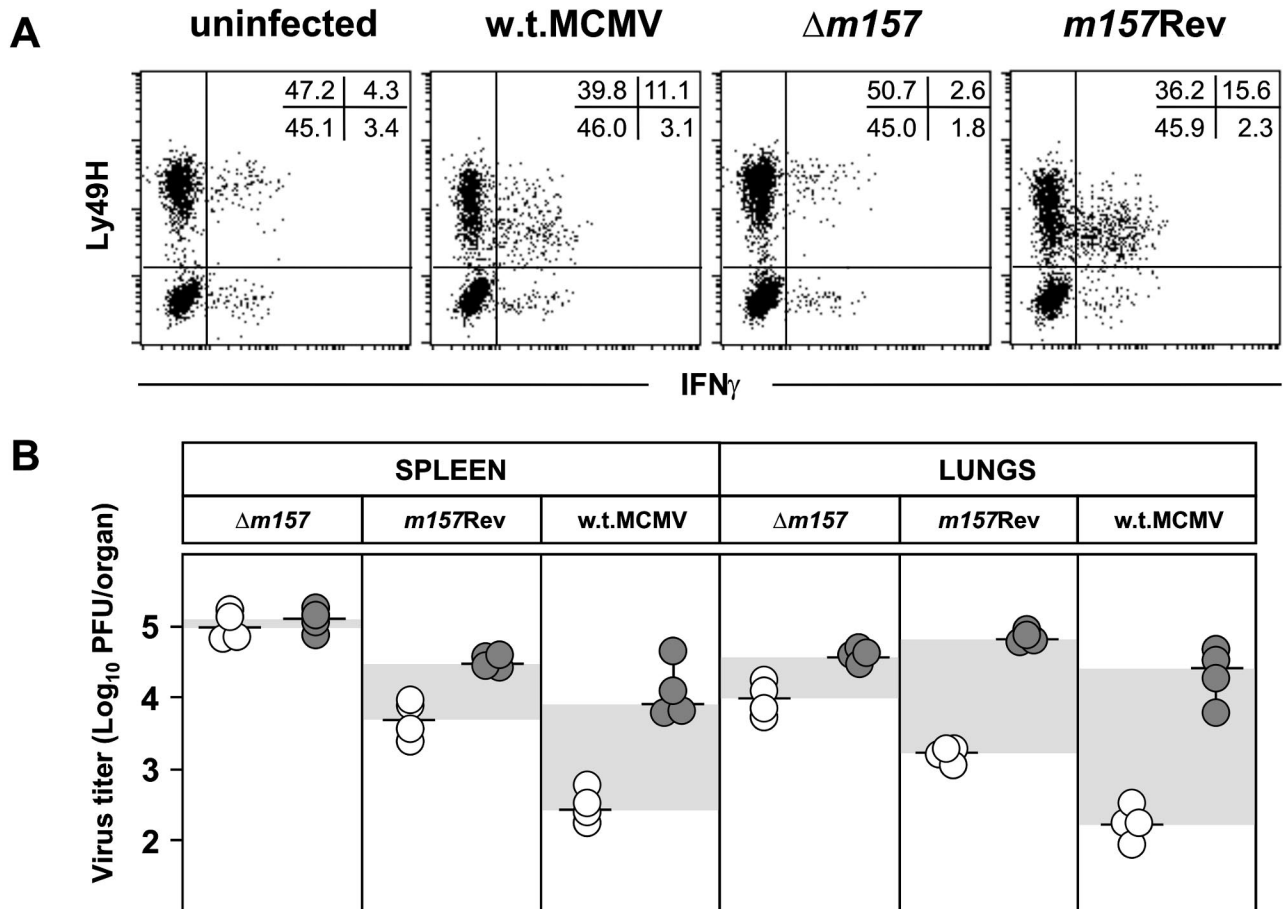 A
uninfected
w.t.MCMV
Δm157
m157Rev
47.2 4.3
45.1 3.4
39.8 11.1
46.0 3.1
50.7 2.6
45.0 1.8
36.2 15.6
45.9 2.3
Ly49H
IFNγ
B
SPLEEN
LUNGS
Δm157
m157Rev
w.t.MCMV
Δm157
m157Rev
w.t.MCMV
Virus titer (Log10 PFU/organ)
5
4
3
2